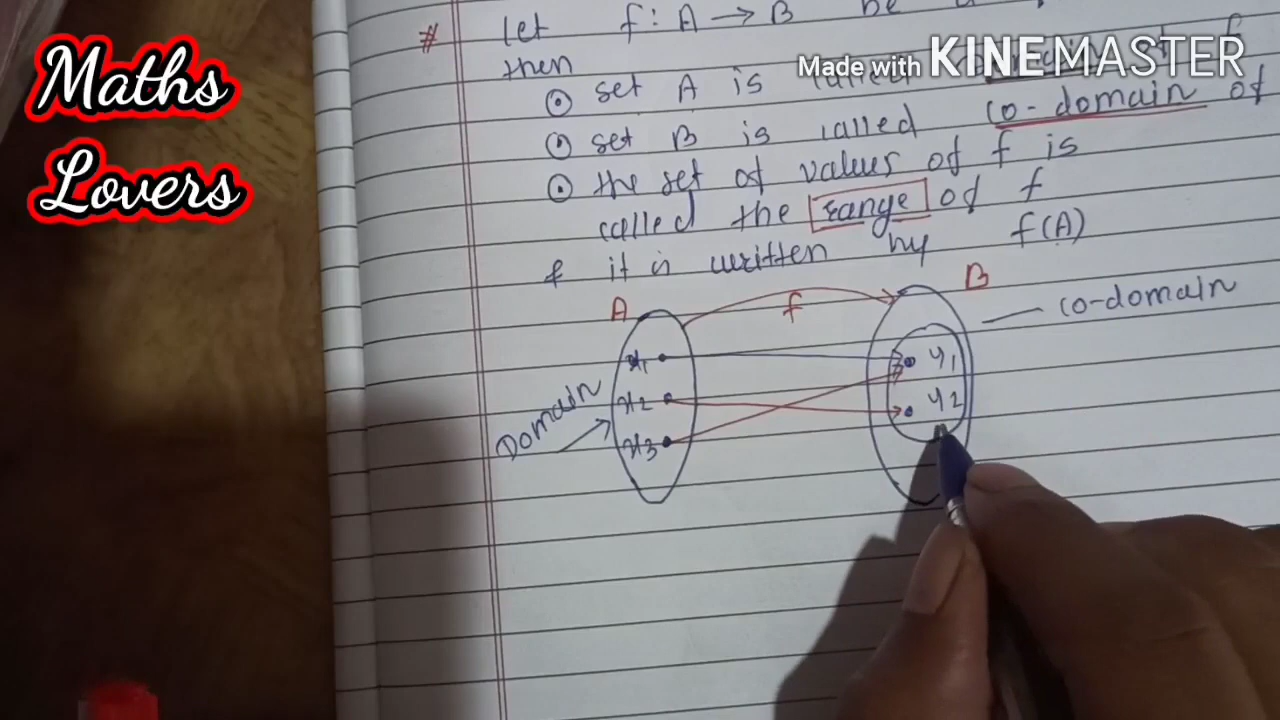 Maths
Lovers
Made with KINEMASTER
# let f: A → B be a
then
⊙ set A is called f
⊙ set B is called co-domain of
⊙ the set of values of f is
called the range of f
& it is written by f(A)
A f B
co-domain
Domain
x1 y1
x2 y2
x3